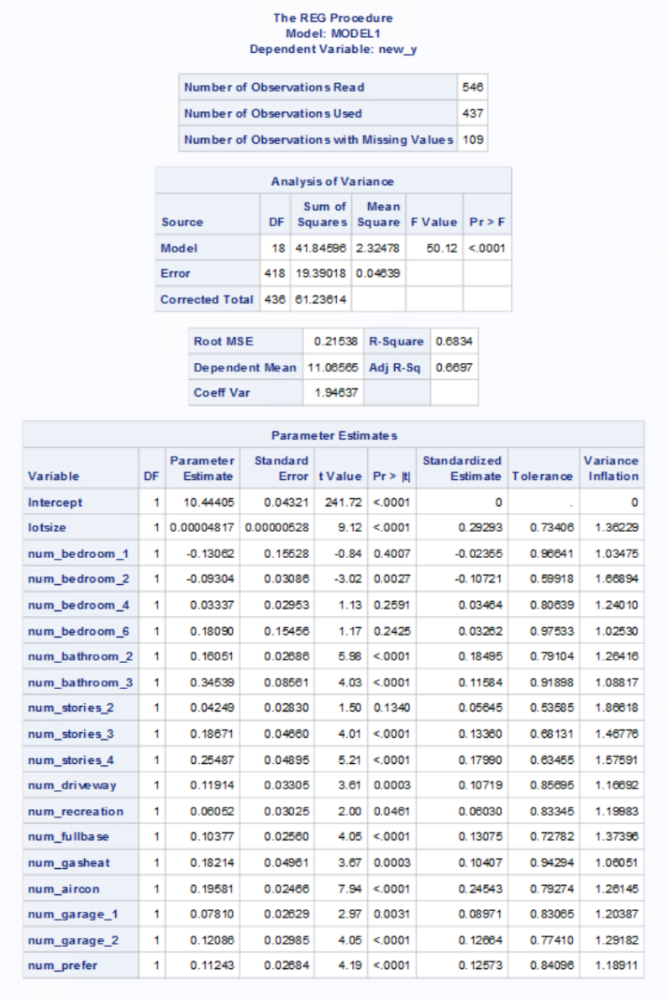 The REG Procedure
Model: MODEL1
Dependent Variable: new_y
Number of Observations Read 546
Number of Observations Used 437
Number of Observations with Missing Values 109
Analysis of Variance
Source DF Sum of Squares Mean Square F Value Pr > F
Model 18 41.84596 2.32478 50.12 <.0001
Error 418 19.39018 0.04639
Corrected Total 436 61.23614
Root MSE 0.21538 R-Square 0.6834
Dependent Mean 11.06565 Adj R-Sq 0.6697
Coeff Var 1.94637
Parameter Estimates
Variable DF Parameter Estimate Standard Error t Value Pr > |t| Standardized Estimate Tolerance Variance Inflation
Intercept 1 10.44405 0.04321 241.72 <.0001 0 . 0
lotsize 1 0.00004817 0.00000528 9.12 <.0001 0.29293 0.73406 1.36229
num_bedroom_1 1 -0.13062 0.15528 -0.84 0.4007 -0.02355 0.96641 1.03475
num_bedroom_2 1 -0.09304 0.03086 -3.02 0.0027 -0.10721 0.59918 1.66894
num_bedroom_4 1 0.03337 0.02953 1.13 0.2591 0.03464 0.80639 1.24010
num_bedroom_6 1 0.18090 0.15456 1.17 0.2425 0.03262 0.97533 1.02530
num_bathroom_2 1 0.16051 0.02686 5.98 <.0001 0.18495 0.79104 1.26416
num_bathroom_3 1 0.34539 0.08561 4.03 <.0001 0.11584 0.91898 1.08817
num_stories_2 1 0.04249 0.02830 1.50 0.1340 0.05645 0.53585 1.86618
num_stories_3 1 0.18671 0.04660 4.01 <.0001 0.13360 0.68131 1.46776
num_stories_4 1 0.25487 0.04895 5.21 <.0001 0.17990 0.63455 1.57591
num_driveway 1 0.11914 0.03305 3.61 0.0003 0.10719 0.85695 1.16692
num_recreation 1 0.06052 0.03025 2.00 0.0461 0.06030 0.83345 1.19983
num_fullbase 1 0.10377 0.02560 4.05 <.0001 0.13075 0.72782 1.37396
num_gasheat 1 0.18214 0.04961 3.67 0.0003 0.10407 0.94294 1.06051
num_aircon 1 0.19581 0.02466 7.94 <.0001 0.24543 0.79274 1.26145
num_garage_1 1 0.07810 0.02629 2.97 0.0031 0.08971 0.83065 1.20387
num_garage_2 1 0.12086 0.02985 4.05 <.0001 0.12664 0.77410 1.29182
num_prefer 1 0.11243 0.02684 4.19 <.0001 0.12573 0.84096 1.18911